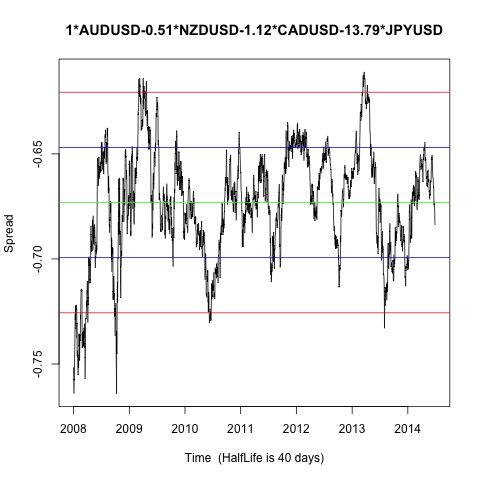 1*AUDUSD-0.51*NZDUSD-1.12*CADUSD-13.79*JPYUSD
Spread
-0.65
-0.70
-0.75
2008 2009 2010 2011 2012 2013 2014
Time (HalfLife is 40 days)